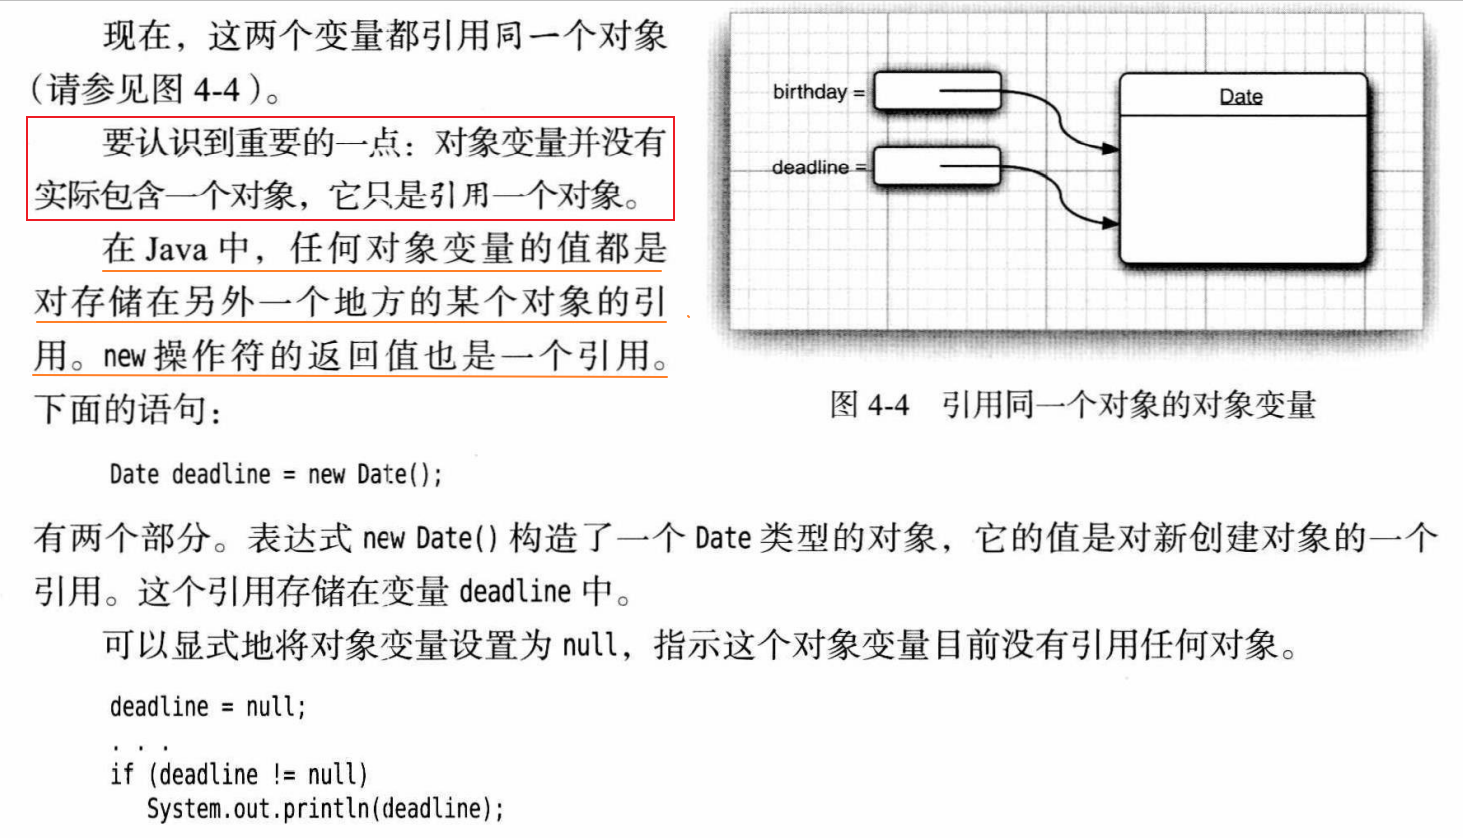 现在，这两个变量都引用同一个对象
（请参见图 4-4）。
要认识到重要的一点：对象变量并没有
实际包含一个对象，它只是引用一个对象。
在 Java 中，任何对象变量的值都是
对存储在另外一个地方的某个对象的引
用。new 操作符的返回值也是一个引用。
下面的语句：
birthday =
deadline =
Date
图 4-4 引用同一个对象的对象变量
Date deadline = new Date();
有两个部分。表达式 new Date() 构造了一个 Date 类型的对象，它的值是对新创建对象的一个
引用。这个引用存储在变量 deadline 中。
可以显式地将对象变量设置为 null，指示这个对象变量目前没有引用任何对象。
deadline = null;
. . .
if (deadline != null)
System.out.println(deadline);